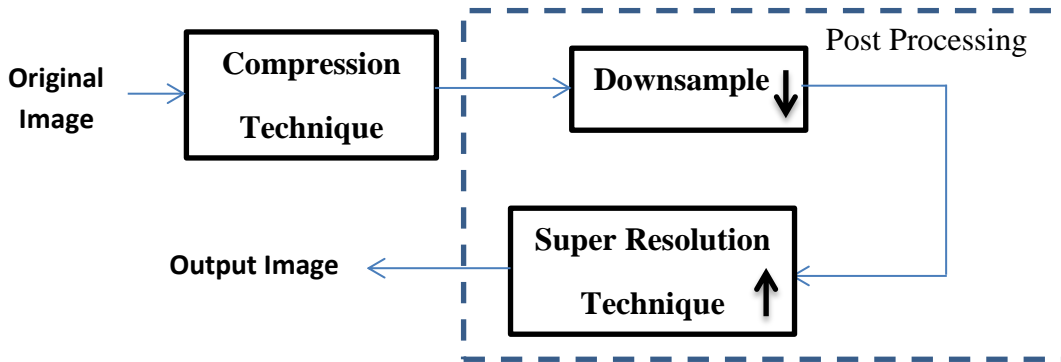 Original
Image
Compression
Technique
Post Processing
Downsample
Super Resolution
Technique
Output Image